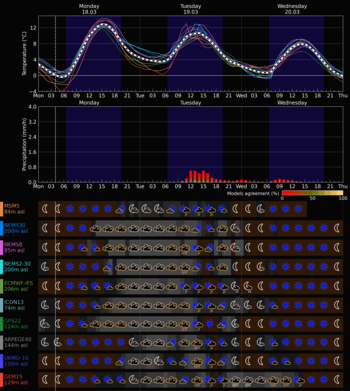 Monday
18.03
Tuesday
19.03
Wednesday
20.03
Temperature (°C)
12
8
4
0
-4
Mon 03 06 09 12 15 18 21 Tue 03 06 09 12 15 18 21 Wed 03 06 09 12 15 18 21 Thu
Monday Tuesday Wednesday
Precipitation (mm/h)
4.0
3.2
2.4
1.6
0.8
0.0
Mon 03 06 09 12 15 18 21 Tue 03 06 09 12 15 18 21 Wed 03 06 09 12 15 18 21 Thu
Models agreement (%)
0 50 100
Monday Tuesday Wednesday
MSM5
84m asl
NEMS30
200m asl
NEMS8
85m asl
NEMS2-30
200m asl
ECMWF-IFS
206m asl
ICON13
74m asl
GFS22
124m asl
ARPEGE40
144m asl
UKMO-10
150m asl
GEM15
129m asl